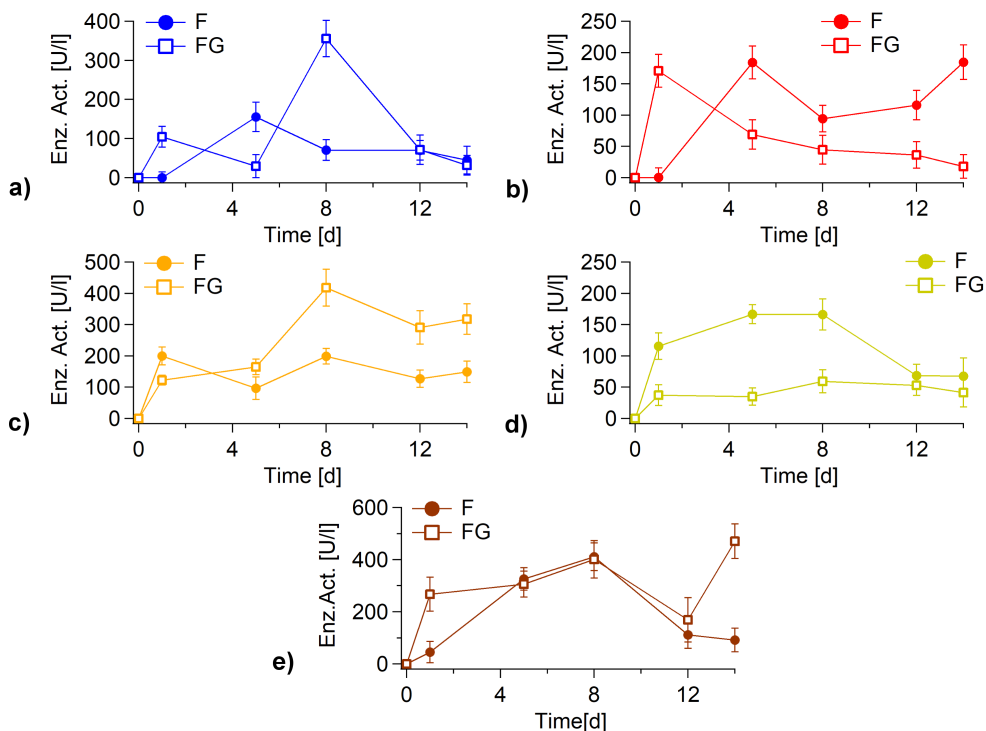 a)
Enz. Act. [U/l]
400
300
100
0
F
FG
0 4 8 12
Time [d]
b)
Enz. Act. [U/l]
250
200
150
100
50
0
F
FG
0 4 8 12
Time [d]
c)
Enz. Act. [U/l]
500
400
300
200
100
0
F
FG
0 4 8 12
Time [d]
d)
Enz. Act. [U/l]
250
200
150
100
50
0
F
FG
0 4 8 12
Time [d]
e)
Enz.Act. [U/l]
600
400
200
0
F
FG
0 4 8 12
Time[d]